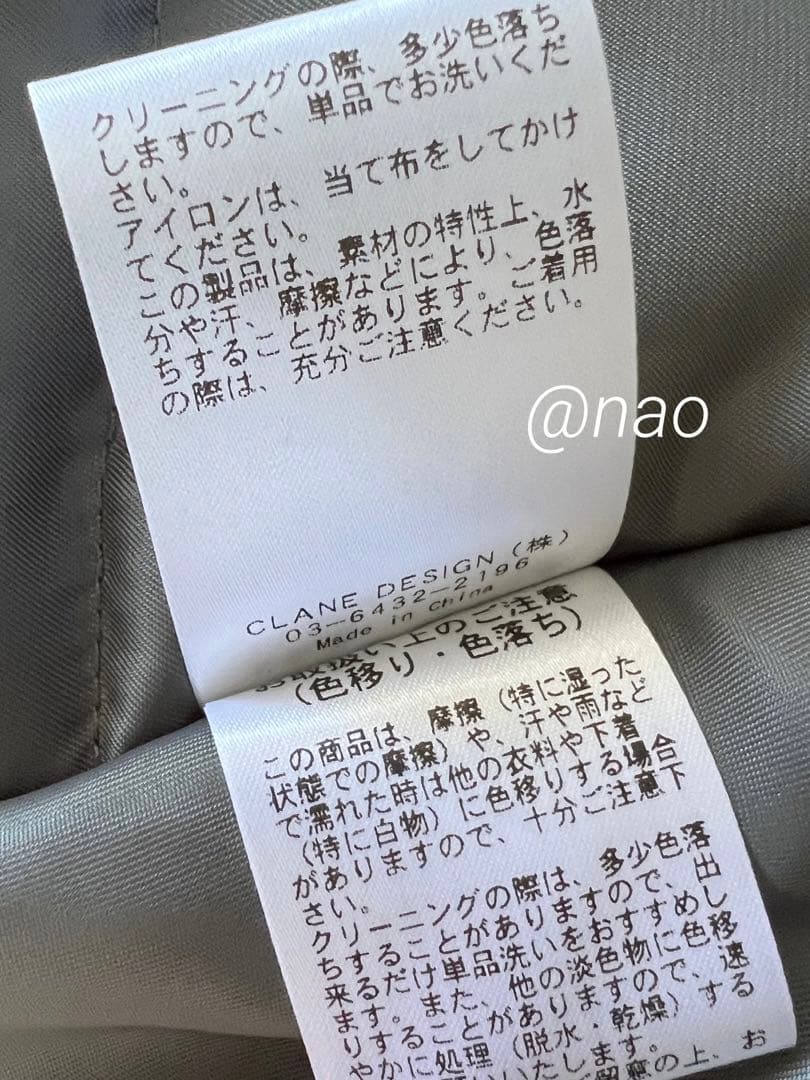 クリーニングの際、多少色落ち
しますので、単品でお洗いくだ
さい。
アイロンは、当て布をしてかけ
てください。
この製品は、素材の特性上、水
分や汗、摩擦などにより、色落
ちすることがあります。ご着用
の際は、充分ご注意ください。
@nao
CLANE DESIGN(株)
03-6432-2196
Made in China
お取扱い上のご注意
(色移り・色落ち)
この商品は、摩擦(特に湿った
状態での摩擦)や、汗や雨など
で濡れた時は他の衣料や下着
(特に白物)に色移りする場合
がありますので、十分ご注意下
さい。
クリーニングの際は、多少色落
ちすることがありますので、出
来るだけ単品洗いをおすすめし
ます。また、他の淡色物に色移
りすることがありますので、速
やかに処理(脱水・乾燥)する
いいたします。
の上、お